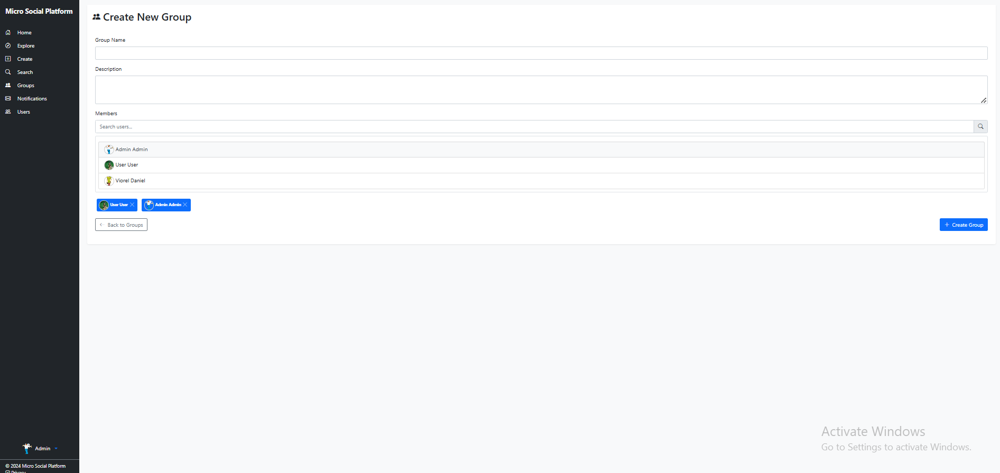 Micro Social Platform
Home
Explore
Create
Search
Groups
Notifications
Users
Admin
© 2024 Micro Social Platform
Privacy
Create New Group
Group Name
Description
Members
Search users...
Admin Admin
User User
Viorel Daniel
User User
Admin Admin
Back to Groups
Create Group
Activate Windows
Go to Settings to activate Windows.